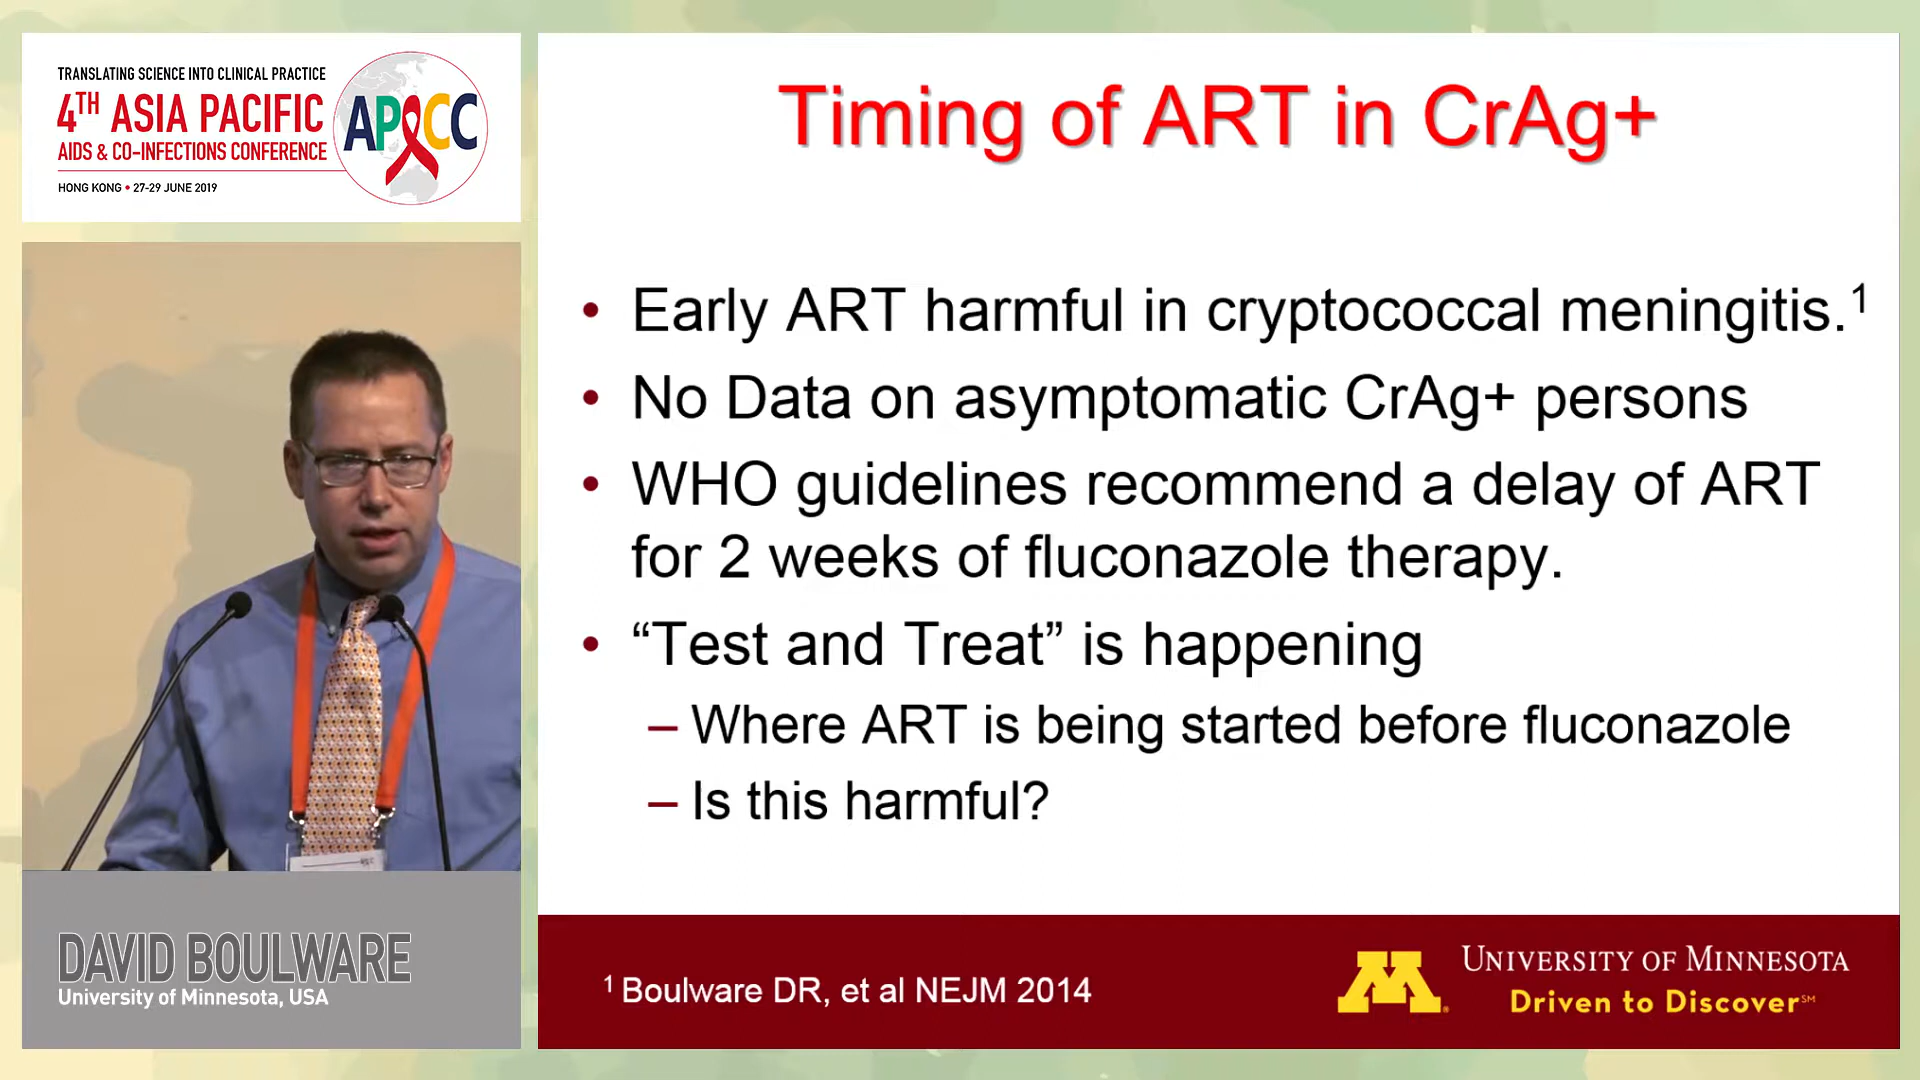 TRANSLATING SCIENCE INTO CLINICAL PRACTICE
4TH ASIA PACIFIC
AIDS & CO-INFECTIONS CONFERENCE
HONG KONG • 27-29 JUNE 2019
APACC
DAVID BOULWARE
University of Minnesota, USA
Timing of ART in CrAg+
• Early ART harmful in cryptococcal meningitis.¹
• No Data on asymptomatic CrAg+ persons
• WHO guidelines recommend a delay of ART
for 2 weeks of fluconazole therapy.
• “Test and Treat” is happening
– Where ART is being started before fluconazole
– Is this harmful?
¹ Boulware DR, et al NEJM 2014
M
UNIVERSITY OF MINNESOTA
Driven to Discover℠